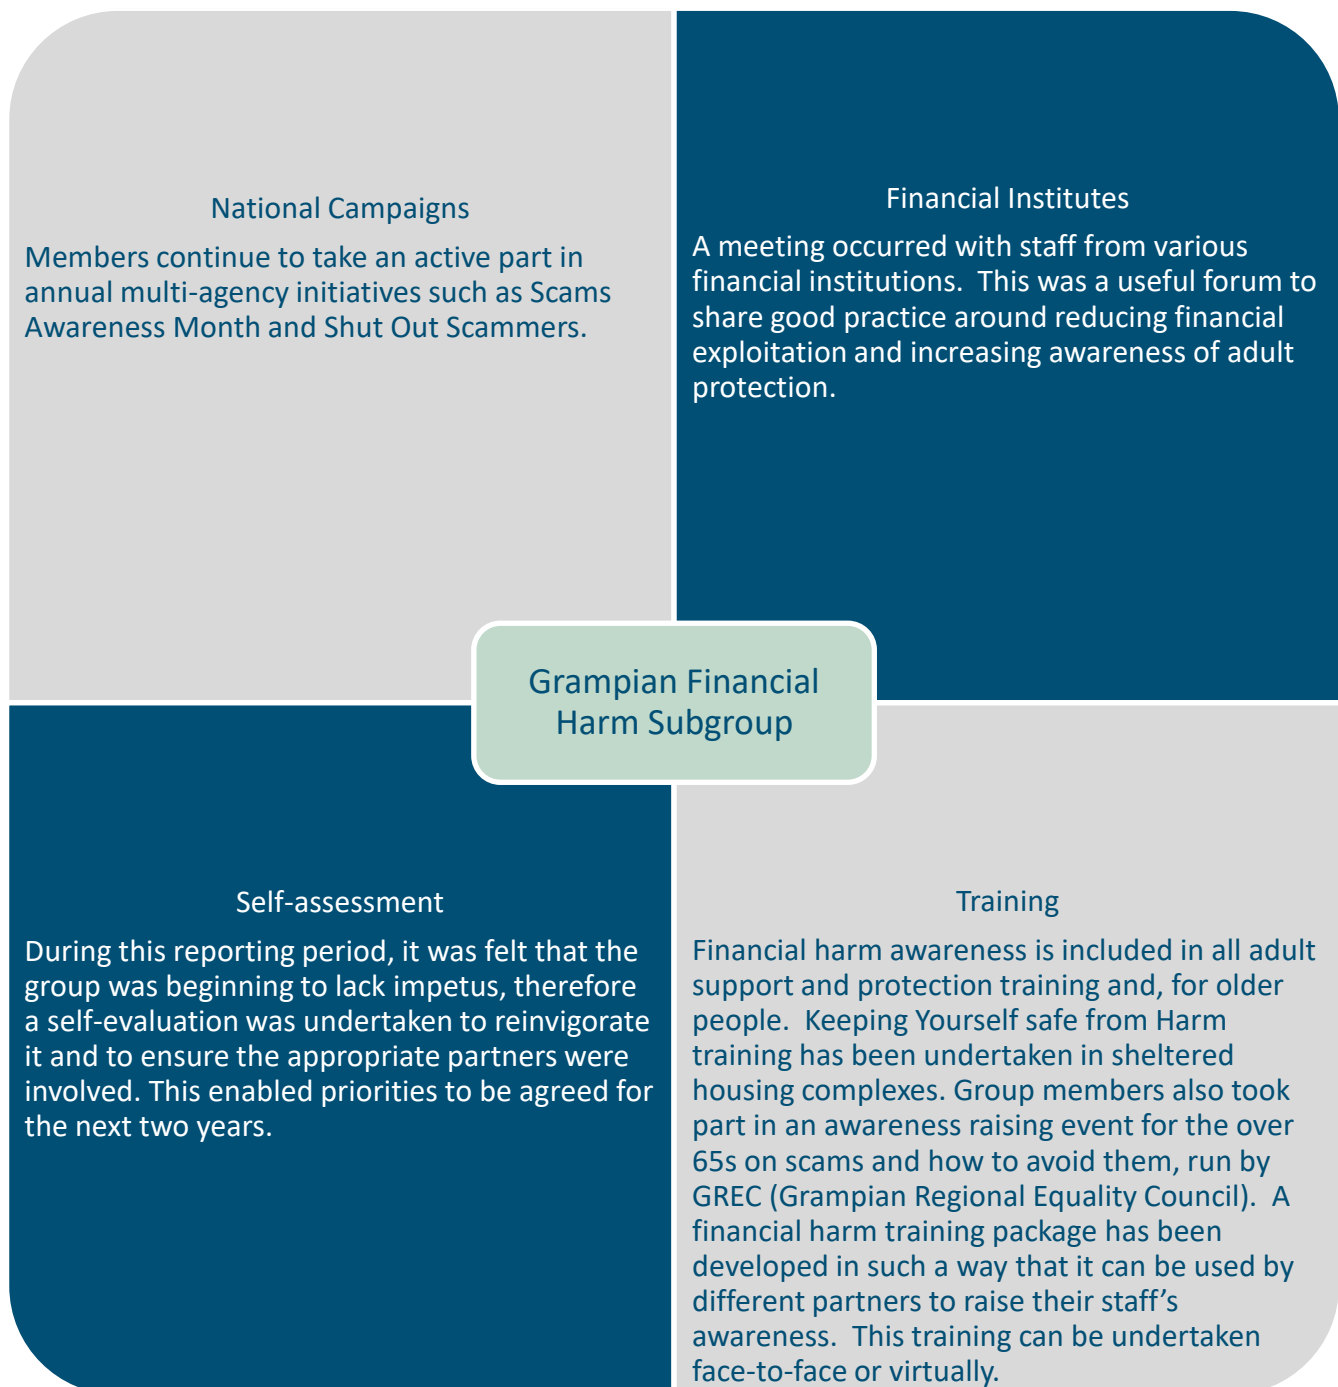 National Campaigns
Members continue to take an active part in
annual multi-agency initiatives such as Scams
Awareness Month and Shut Out Scammers.
Financial Institutes
A meeting occurred with staff from various
financial institutions.  This was a useful forum to
share good practice around reducing financial
exploitation and increasing awareness of adult
protection.
Grampian Financial
Harm Subgroup
Self-assessment
During this reporting period, it was felt that the
group was beginning to lack impetus, therefore
a self-evaluation was undertaken to reinvigorate
it and to ensure the appropriate partners were
involved. This enabled priorities to be agreed for
the next two years.
Training
Financial harm awareness is included in all adult
support and protection training and, for older
people.  Keeping Yourself safe from Harm
training has been undertaken in sheltered
housing complexes. Group members also took
part in an awareness raising event for the over
65s on scams and how to avoid them, run by
GREC (Grampian Regional Equality Council).  A
financial harm training package has been
developed in such a way that it can be used by
different partners to raise their staff’s
awareness.  This training can be undertaken
face-to-face or virtually.